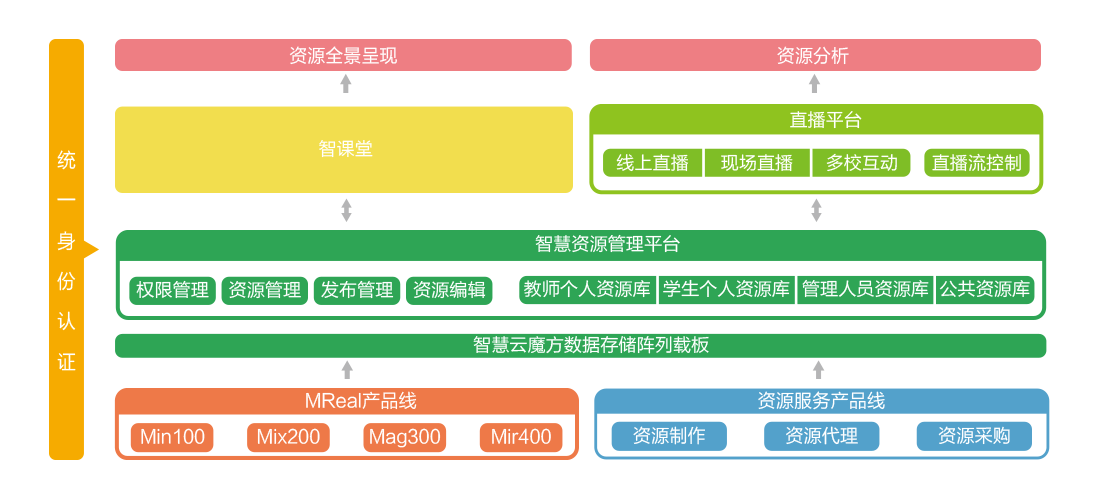 统一身份认证
资源全景呈现
资源分析
智课堂
直播平台
线上直播
现场直播
多校互动
直播流控制
智慧资源管理平台
权限管理
资源管理
发布管理
资源编辑
教师个人资源库
学生个人资源库
管理人员资源库
公共资源库
智慧云魔方数据存储阵列载板
MReal产品线
Min100
Mix200
Mag300
Mir400
资源服务产品线
资源制作
资源代理
资源采购